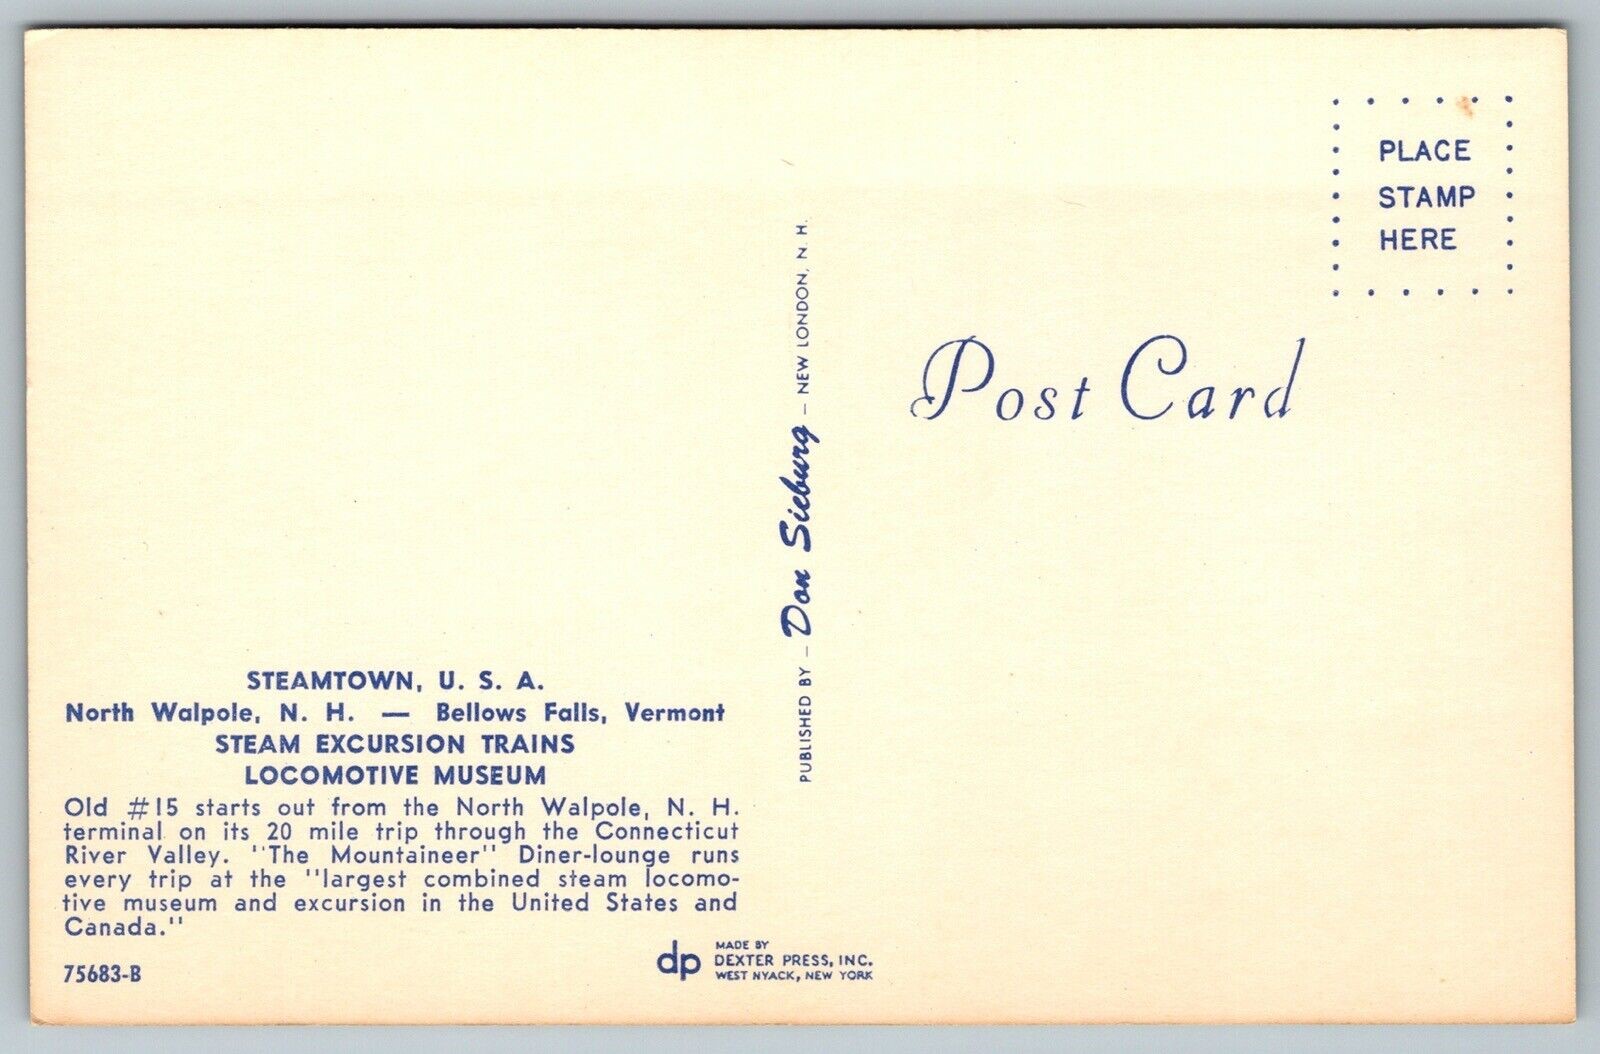 STEAMTOWN, U. S. A.
North Walpole, N. H. — Bellows Falls, Vermont
STEAM EXCURSION TRAINS
LOCOMOTIVE MUSEUM
Old #15 starts out from the North Walpole, N. H.
terminal on its 20 mile trip through the Connecticut
River Valley. "The Mountaineer" Diner-lounge runs
every trip at the "largest combined steam locomo-
tive museum and excursion in the United States and
Canada."
75683-B
dp
MADE BY
DEXTER PRESS, INC.
WEST NYACK, NEW YORK
PUBLISHED BY – Don Sieburg – NEW LONDON, N. H.
PLACE
STAMP
HERE
Post Card